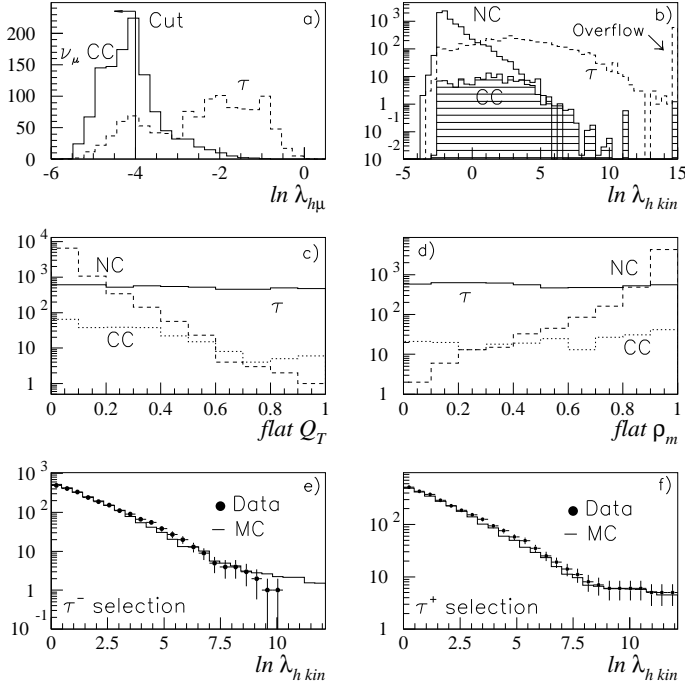 a)
Cut
ν_μ CC
τ
200
150
100
50
0
-6 -4 -2 0
ln λ_hμ
b)
NC
Overflow
τ
CC
10^3
10^2
10
1
10^-1
10^-2
-5 0 5 10 15
ln λ_h kin
c)
NC
τ
CC
10^4
10^3
10^2
10
1
0 0.2 0.4 0.6 0.8 1
flat Q_T
d)
NC
τ
CC
10^3
10^2
10
1
0 0.2 0.4 0.6 0.8 1
flat ρ_m
e)
Data
MC
τ^- selection
10^3
10^2
10
1
10^-1
0 2.5 5 7.5 10
ln λ_h kin
f)
Data
MC
τ^+ selection
10^3
10^2
10
1
0 2.5 5 7.5 10
ln λ_h kin